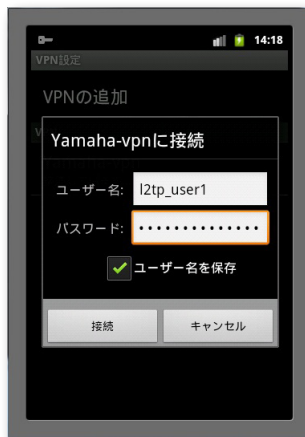 14:18
VPN設定
VPNの追加
V
Yamaha-vpnに接続
ユーザー名: l2tp_user1
パスワード: ••••••••••••••
ユーザー名を保存
接続 キャンセル